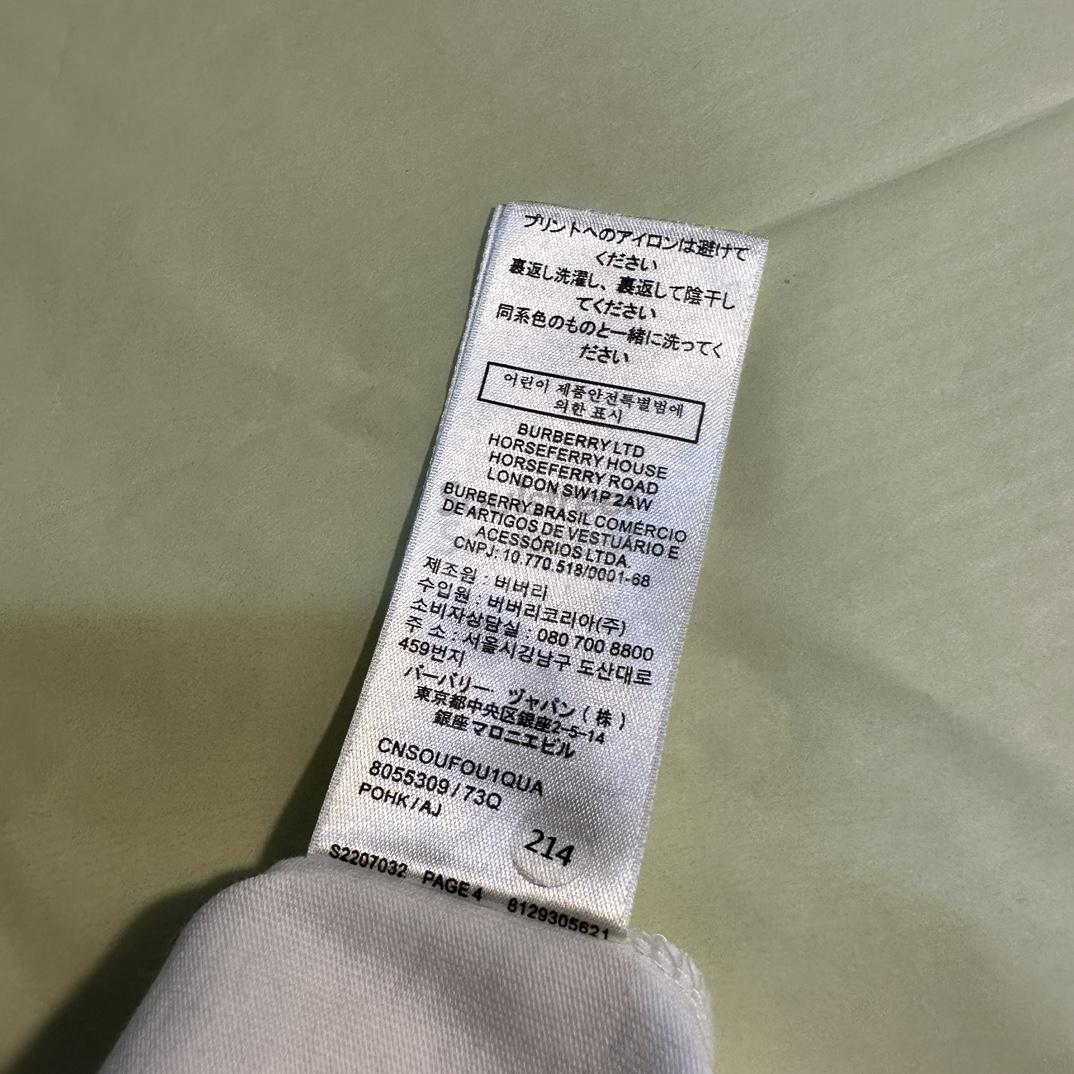 プリントへのアイロンは避けて
ください
裏返し洗濯し、裏返して陰干し
てください
同系色のものと一緒に洗ってく
ださい
어린이 제품안전특별범에
의한 표시
BURBERRY LTD
HORSEFERRY HOUSE
HORSEFERRY ROAD
LONDON SW1P 2AW
BURBERRY BRASIL COMÉRCIO
DE ARTIGOS DE VESTUÁRIO E
ACESSÓRIOS LTDA.
CNPJ: 10.770.518/0001-68
제조원 : 버버리
수입원 : 버버리코리아(주)
소비자상담실 : 080 700 8800
주 소 : 서울시강남구 도산대로
459번지
バーバリー・ヅャパン(株)
東京都中央区銀座2-5-14
銀座マロニエビル
CNSOUFOU1QUA
8055309/73Q
POHK/AJ
214
S2207032 PAGE 4 8129305621